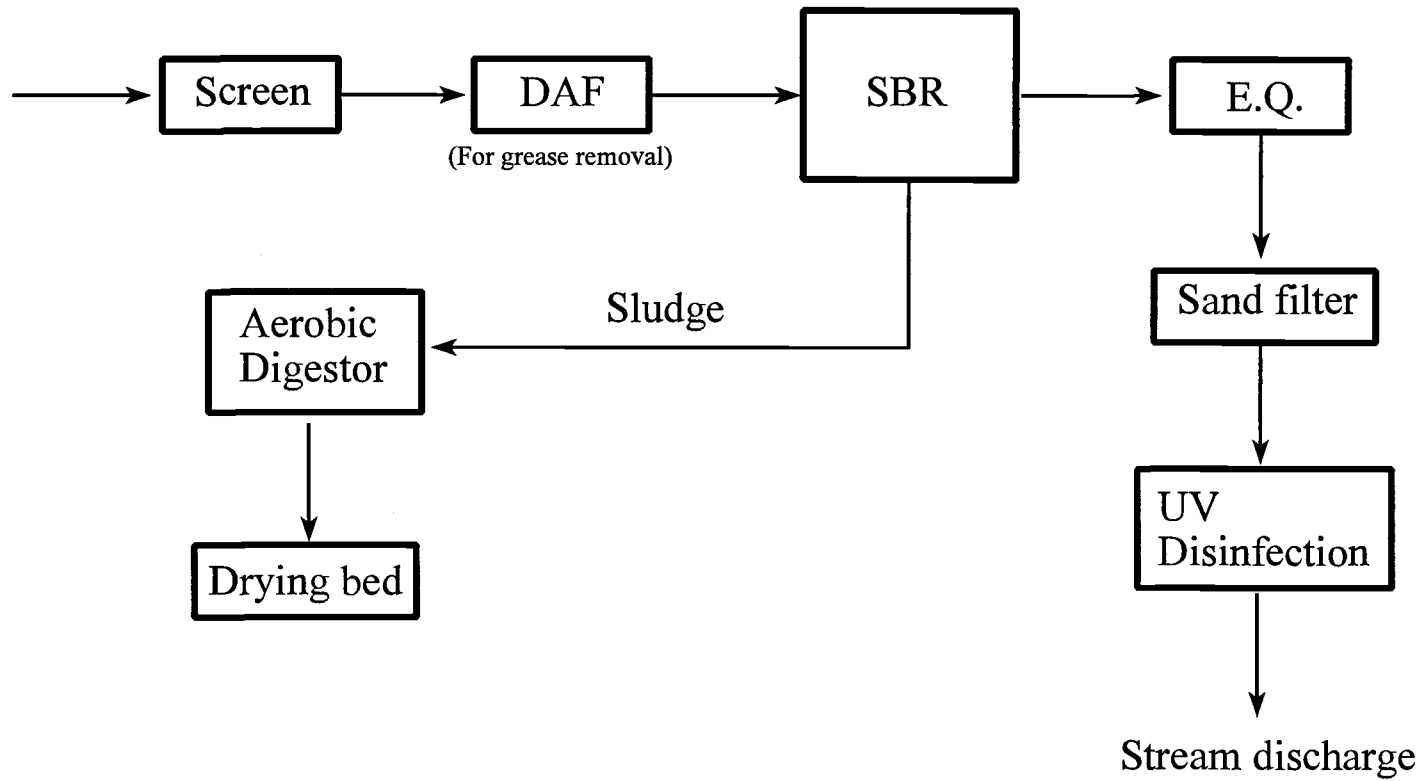 Screen
DAF
(For grease removal)
SBR
E.Q.
Sand filter
Sludge
Aerobic
Digestor
UV
Disinfection
Drying bed
Stream discharge